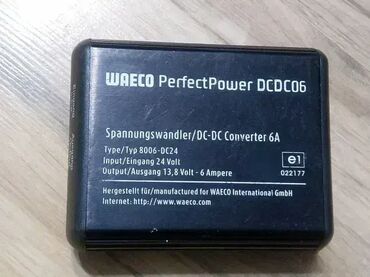 WAECO PerfectPower DCDC06
Spannungswandler/DC-DC Converter 6A
Type/Typ 8006-DC24
Input/Eingang 24 Volt
Output/Ausgang 13,8 Volt - 6 Ampere
e1
022177
Hergestellt für/manufactured for WAECO International GmbH
Internet: http://www.waeco.com